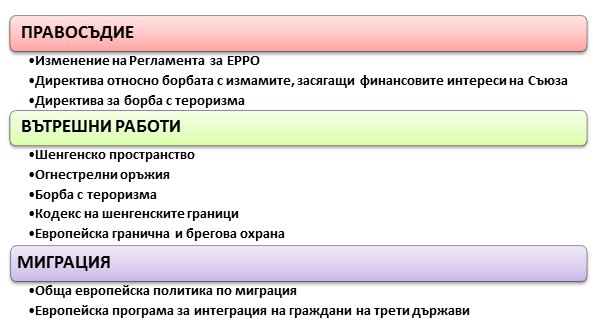 ПРАВОСЪДИЕ
•Изменение на Регламента за ЕРРО
•Директива относно борбата с измамите, засягащи финансовите интереси на Съюза
•Директива за борба с тероризма
ВЪТРЕШНИ РАБОТИ
•Шенгенско пространство
•Огнестрелни оръжия
•Борба с тероризма
•Кодекс на шенгенските граници
•Европейска гранична и брегова охрана
МИГРАЦИЯ
•Обща европейска политика по миграция
•Европейска програма за интеграция на граждани на трети държави